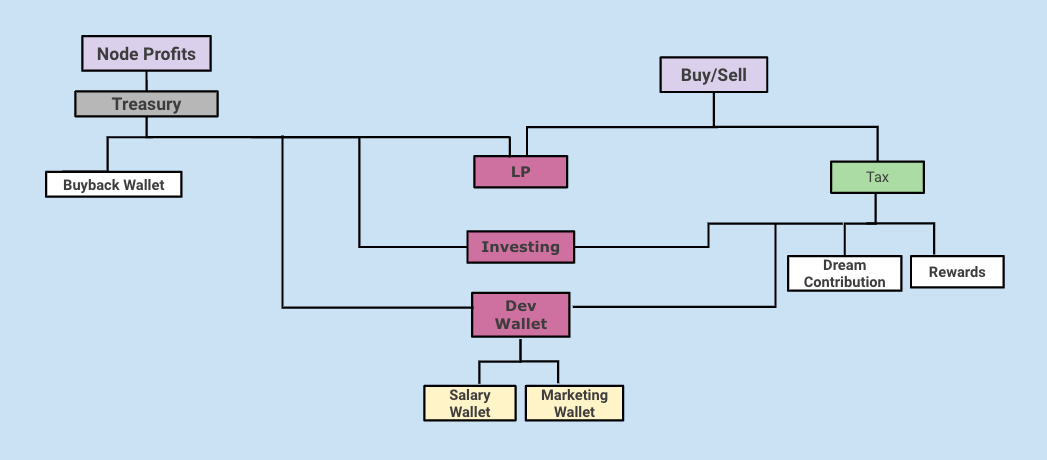 Node Profits
Buy/Sell
Treasury
LP
Tax
Buyback Wallet
Investing
Dream
Contribution
Rewards
Dev
Wallet
Salary
Wallet
Marketing
Wallet